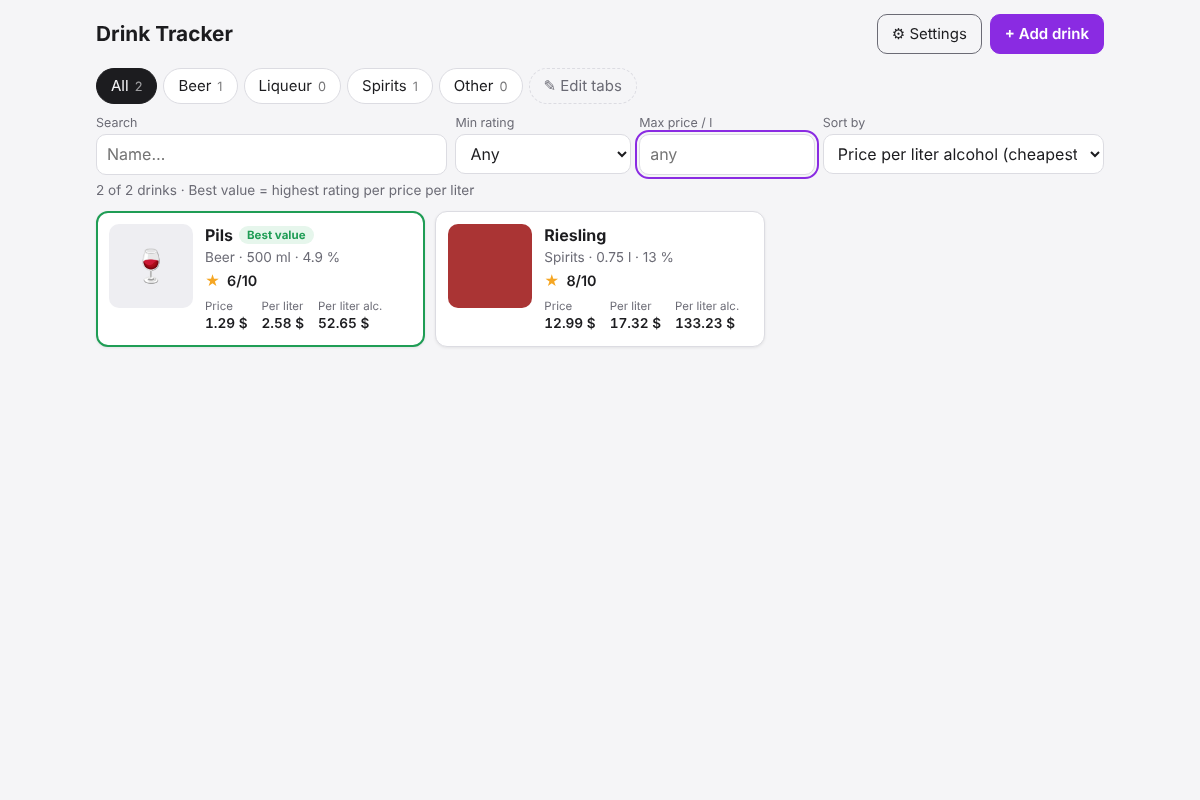 Drink Tracker
⚙ Settings
+ Add drink
All 2
Beer 1
Liqueur 0
Spirits 1
Other 0
✎ Edit tabs
Search
Min rating
Max price / l
Sort by
Name...
Any
any
Price per liter alcohol (cheapest
2 of 2 drinks · Best value = highest rating per price per liter
Pils Best value
Beer · 500 ml · 4.9 %
★ 6/10
Price Per liter Per liter alc.
1.29 $ 2.58 $ 52.65 $
Riesling
Spirits · 0.75 l · 13 %
★ 8/10
Price Per liter Per liter alc.
12.99 $ 17.32 $ 133.23 $